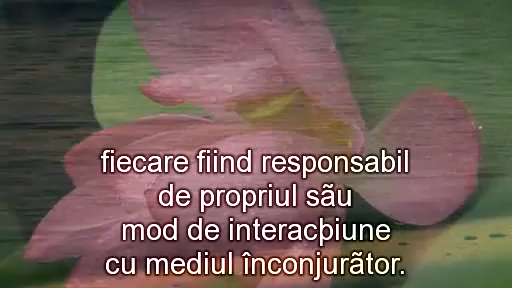 fiecare fiind responsabil
de propriul sãu
mod de interacþiune
cu mediul înconjurãtor.